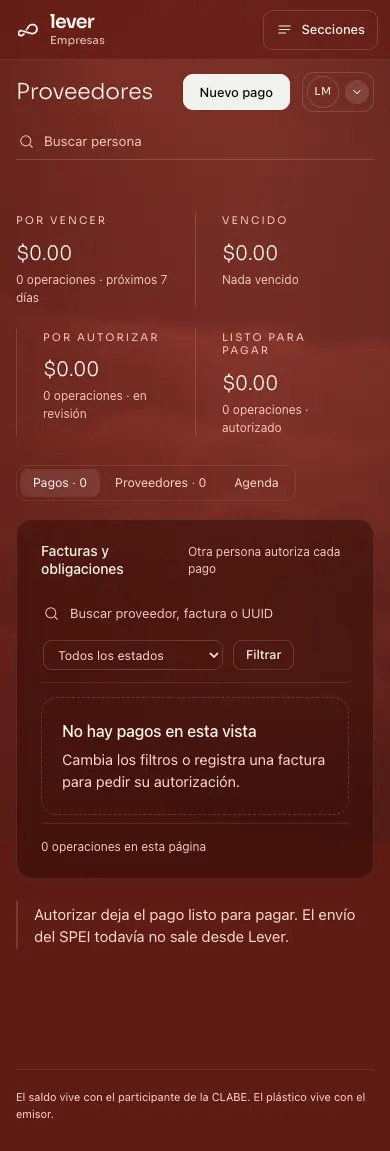 lever
Empresas
Secciones
Proveedores
Nuevo pago
LM
Buscar persona
POR VENCER
$0.00
0 operaciones · próximos 7
días
VENCIDO
$0.00
Nada vencido
POR AUTORIZAR
$0.00
0 operaciones · en
revisión
LISTO PARA
PAGAR
$0.00
0 operaciones ·
autorizado
Pagos · 0
Proveedores · 0
Agenda
Facturas y
obligaciones
Otra persona autoriza cada
pago
Buscar proveedor, factura o UUID
Todos los estados
Filtrar
No hay pagos en esta vista
Cambia los filtros o registra una factura
para pedir su autorización.
0 operaciones en esta página
Autorizar deja el pago listo para pagar. El envío
del SPEI todavía no sale desde Lever.
El saldo vive con el participante de la CLABE. El plástico vive con el
emisor.